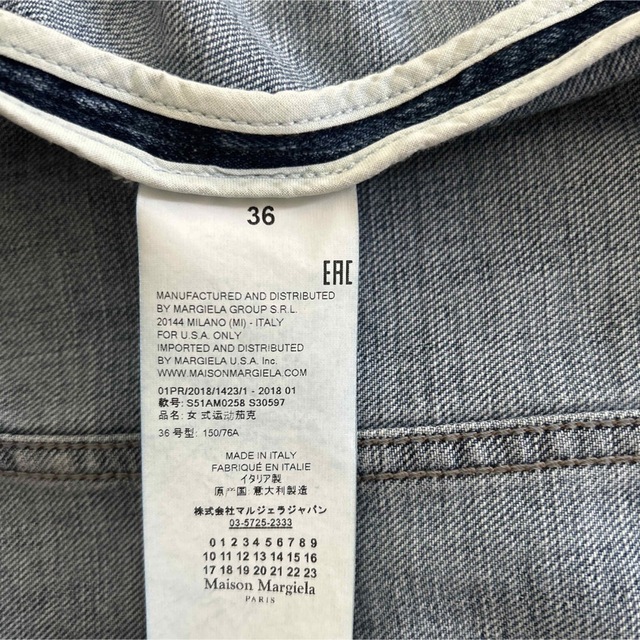 36
EAC
MANUFACTURED AND DISTRIBUTED
BY MARGIELA GROUP S.R.L.
20144 MILANO (MI) - ITALY
FOR U.S.A. ONLY
IMPORTED AND DISTRIBUTED
BY MARGIELA U.S.A. Inc.
WWW.MAISONMARGIELA.COM
01PR/2018/1423/1 - 2018 01
款号: S51AM0258 S30597
品名: 女 式运动茄克
36 号型: 150/76A
MADE IN ITALY
FABRIQUÉ EN ITALIE
イタリア製
原产国: 意大利製造
株式会社マルジェラジャパン
03-5725-2333
0 1 2 3 4 5 6 7 8 9
10 11 12 13 14 15 16
17 18 19 20 21 22 23
Maison Margiela
PARIS